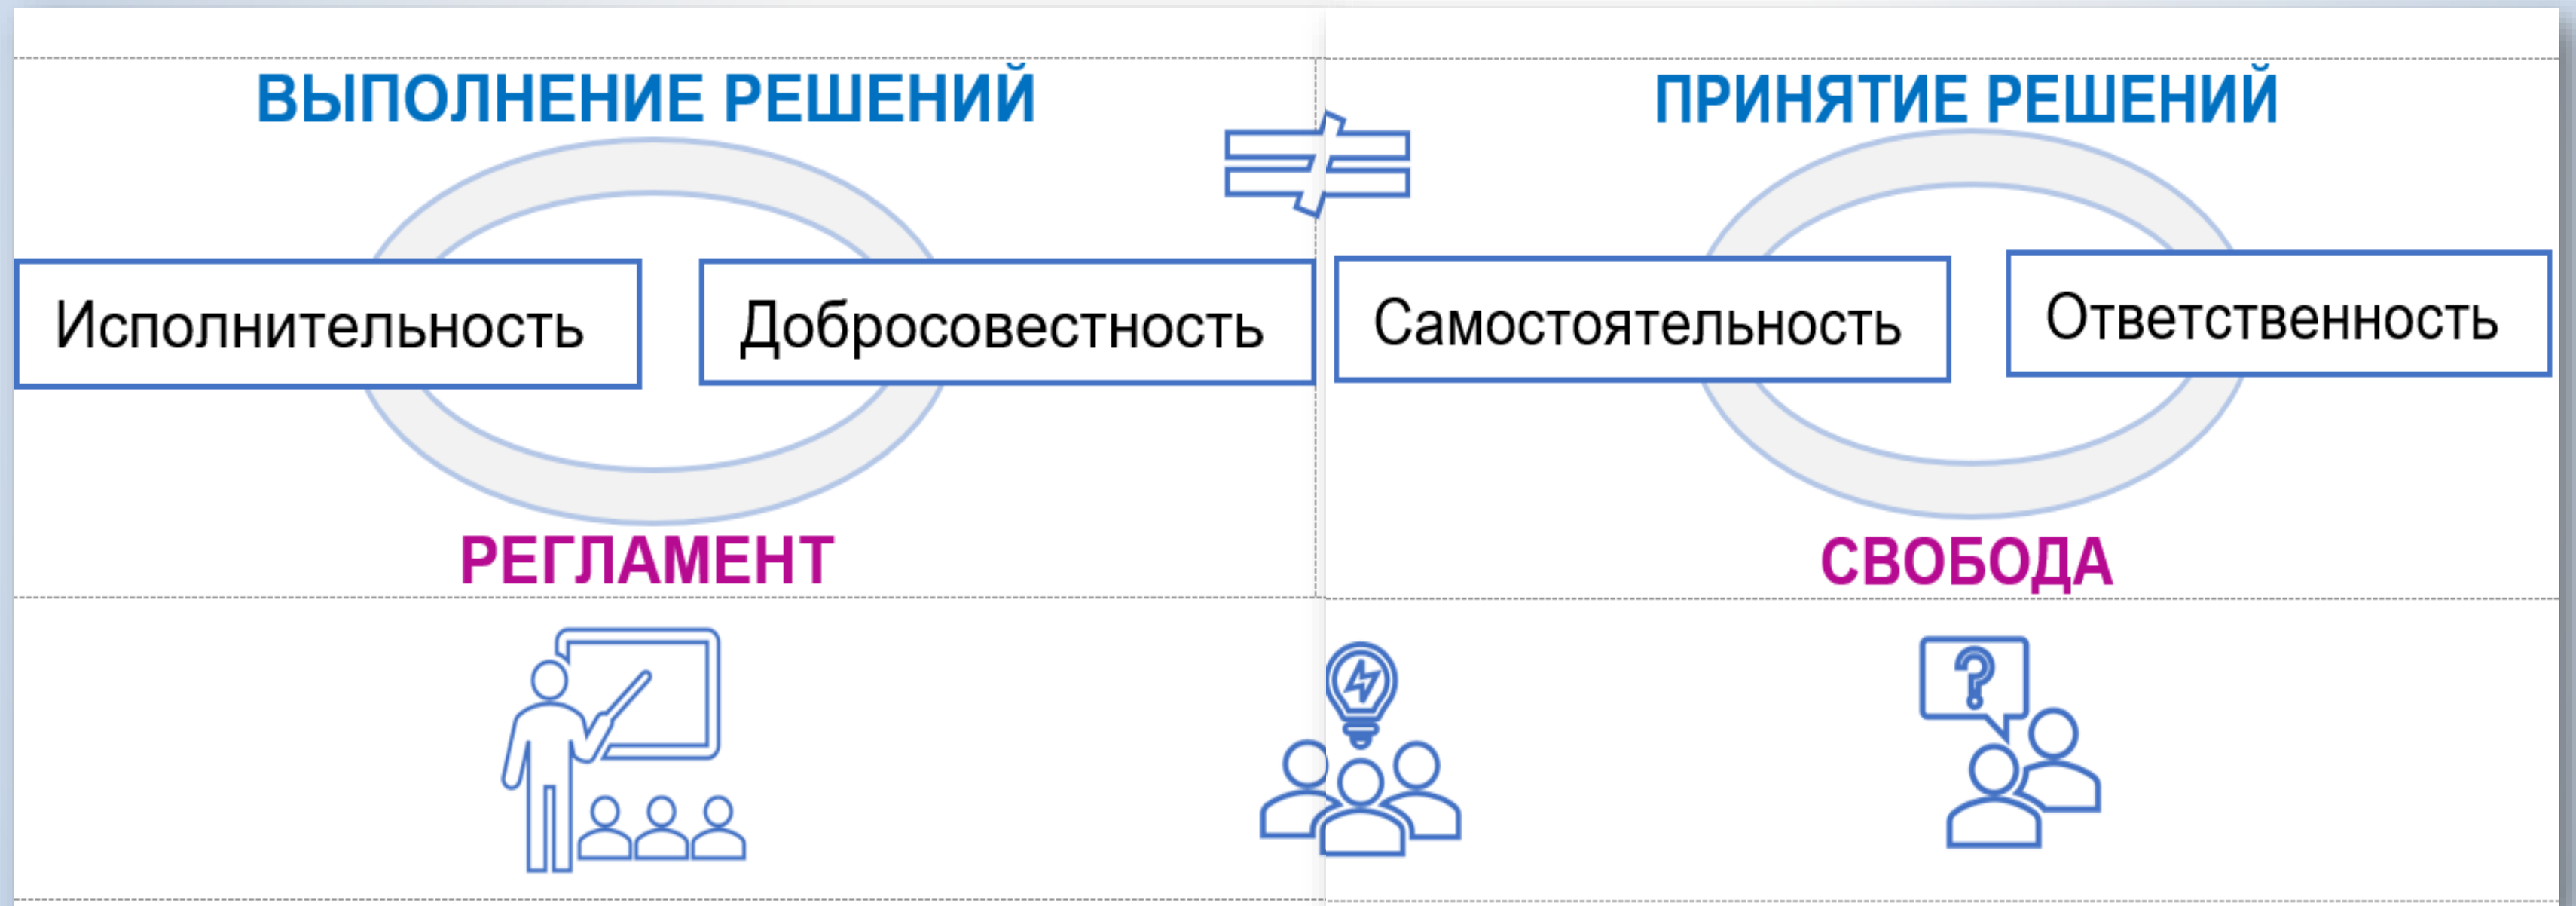 ВЫПОЛНЕНИЕ РЕШЕНИЙ
≠
ПРИНЯТИЕ РЕШЕНИЙ
Исполнительность
Добросовестность
Самостоятельность
Ответственность
РЕГЛАМЕНТ
СВОБОДА
?